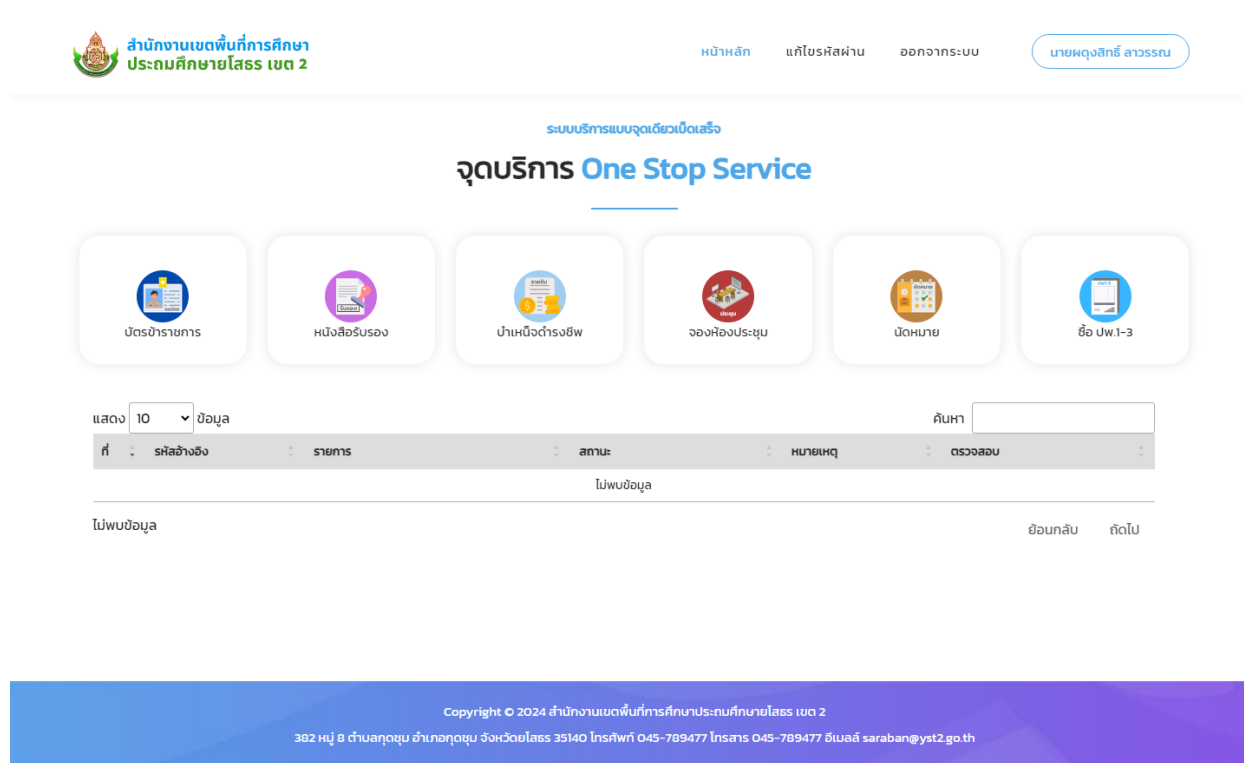 สำนักงานเขตพื้นที่การศึกษา
ประถมศึกษายโสธร เขต 2
หน้าหลัก แก้ไขรหัสผ่าน ออกจากระบบ นายผดุงสิทธิ์ ลาวรรณ
ระบบบริการแบบจุดเดียวเบ็ดเสร็จ
จุดบริการ One Stop Service
บัตรข้าราชการ หนังสือรับรอง บำเหน็จดำรงชีพ จองห้องประชุม นัดหมาย ซื้อ ปพ.1-3
แสดง 10 ข้อมูล ค้นหา
ที่ รหัสอ้างอิง รายการ สถานะ หมายเหตุ ตรวจสอบ
ไม่พบข้อมูล
ไม่พบข้อมูล ย้อนกลับ ถัดไป
Copyright © 2024 สำนักงานเขตพื้นที่การศึกษาประถมศึกษายโสธร เขต 2
382 หมู่ 8 ตำบลกุดชุม อำเภอกุดชุม จังหวัดยโสธร 35140 โทรศัพท์ 045-789477 โทรสาร 045-789477 อีเมลล์ saraban@yst2.go.th